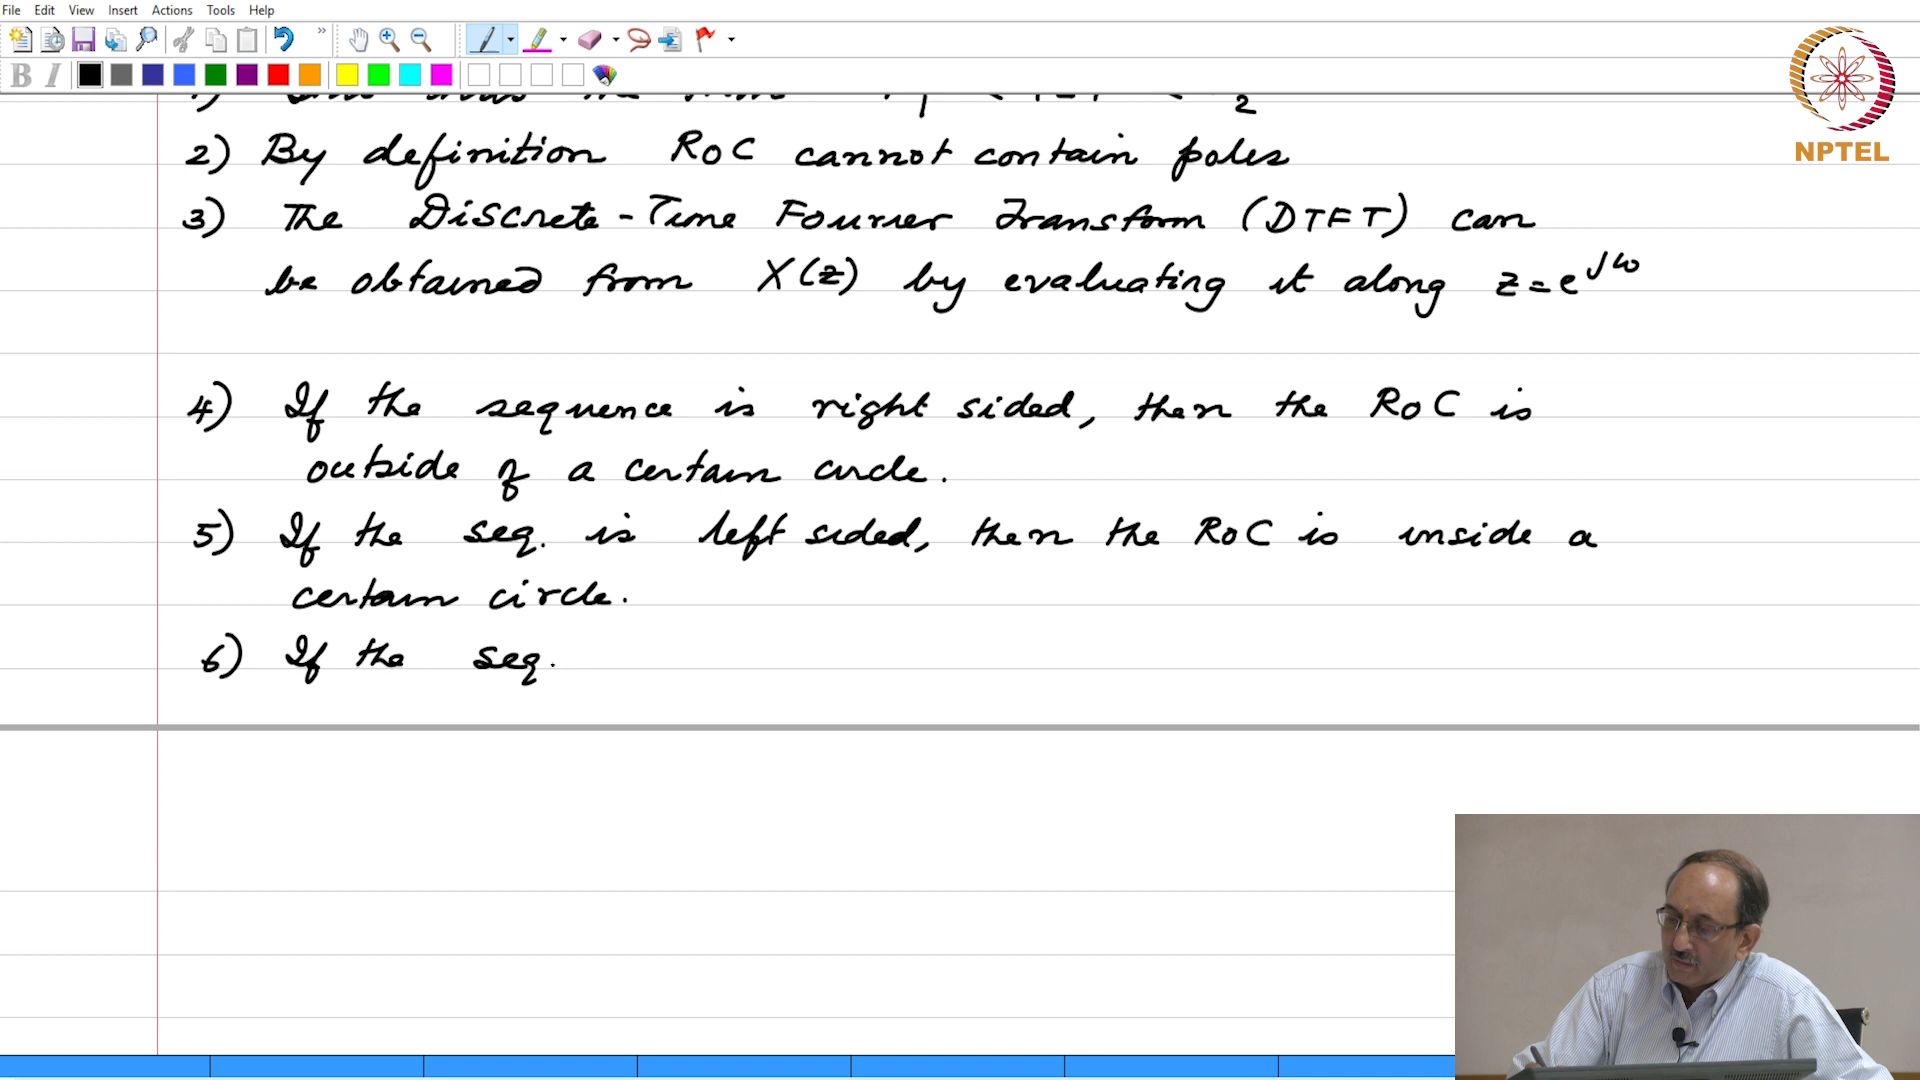 File Edit View Insert Actions Tools Help
B I
NPTEL
2
2) By definition RoC cannot contain poles
3) The Discrete-Time Fourier Transform (DTFT) can
be obtained from X(z) by evaluating it along z=e^jω
4) If the sequence is right sided, then the RoC is
outside of a certain circle.
5) If the seq. is left sided, then the RoC is inside a
certain circle.
6) If the seq.